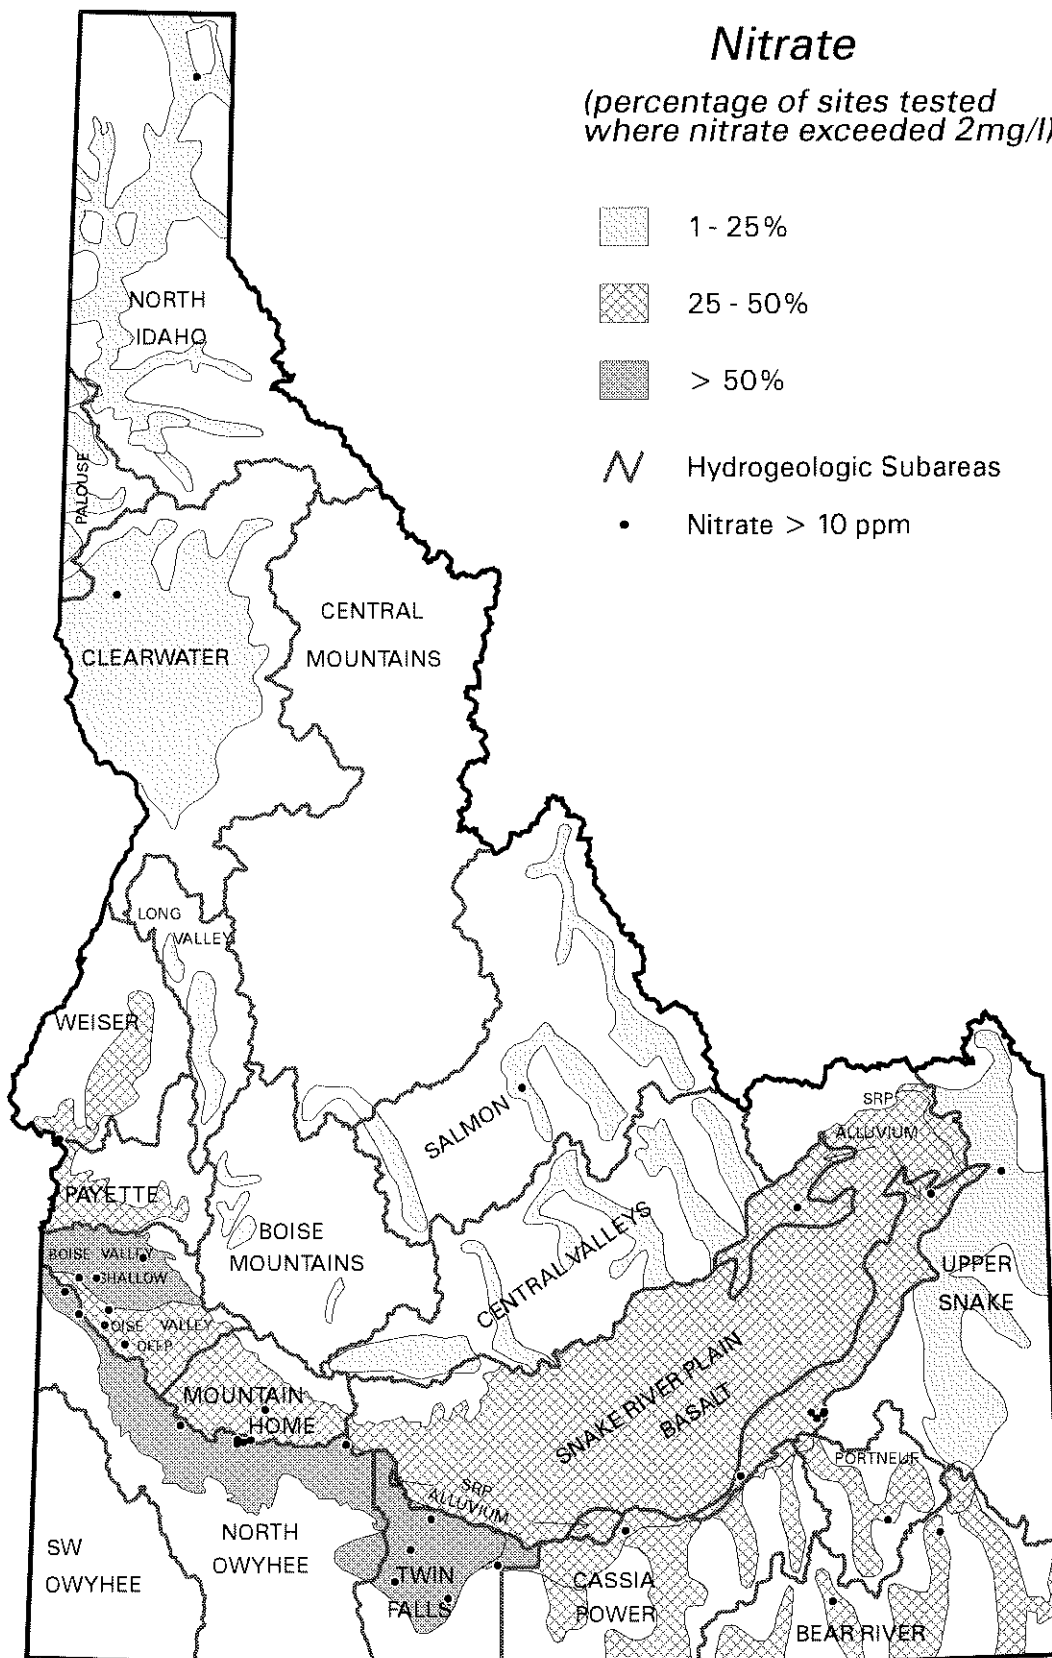 Nitrate
(percentage of sites tested
where nitrate exceeded 2mg/l)
1 - 25%
25 - 50%
> 50%
Hydrogeologic Subareas
Nitrate > 10 ppm
NORTH
IDAHO
PALOUSE
CENTRAL
MOUNTAINS
CLEARWATER
LONG
VALLEY
WEISER
SRP
ALLUVIUM
SALMON
PAYETTE
BOISE
MOUNTAINS
CENTRAL VALLEYS
BOISE VALLEY
SHALLOW
UPPER
SNAKE
BOISE VALLEY
DEEP
MOUNTAIN
HOME
SNAKE RIVER PLAIN
BASALT
PORTNEUF
SRP
ALLUVIUM
NORTH
OWYHEE
SW
OWYHEE
TWIN
FALLS
CASSIA
POWER
BEAR RIVER